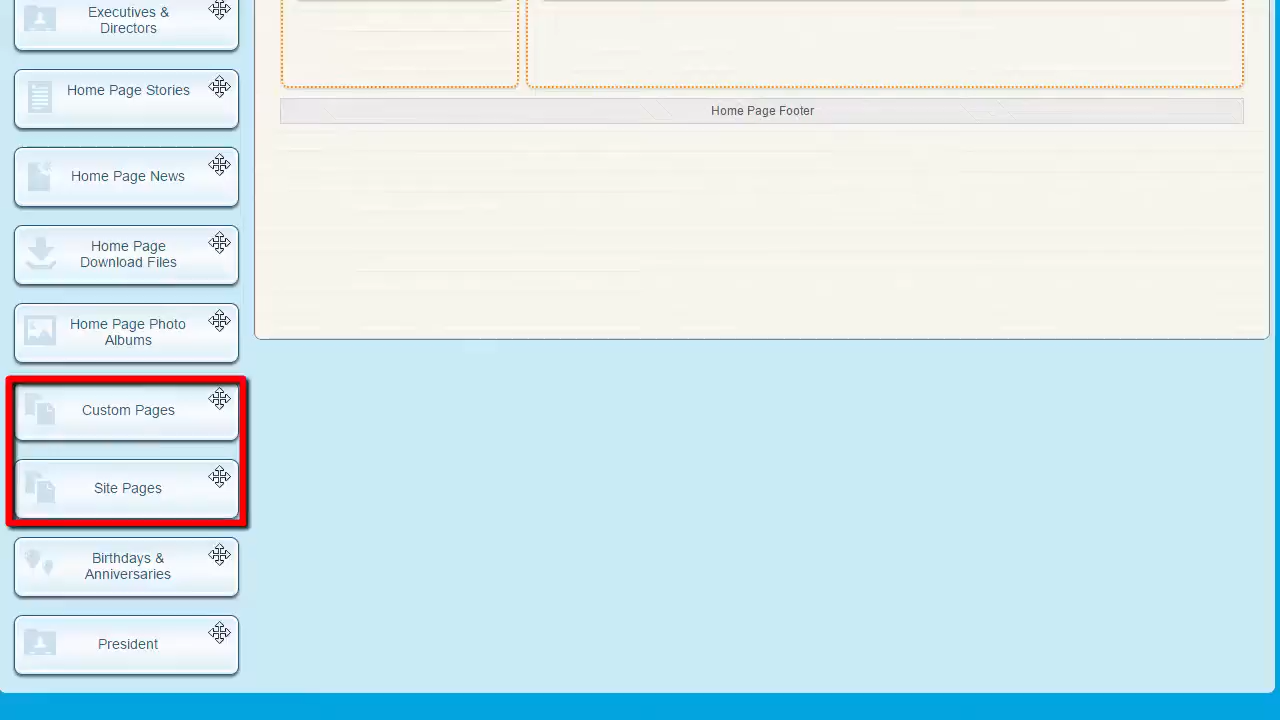 Executives &
Directors
Home Page Stories
Home Page News
Home Page
Download Files
Home Page Photo
Albums
Custom Pages
Site Pages
Birthdays &
Anniversaries
President
Home Page Footer